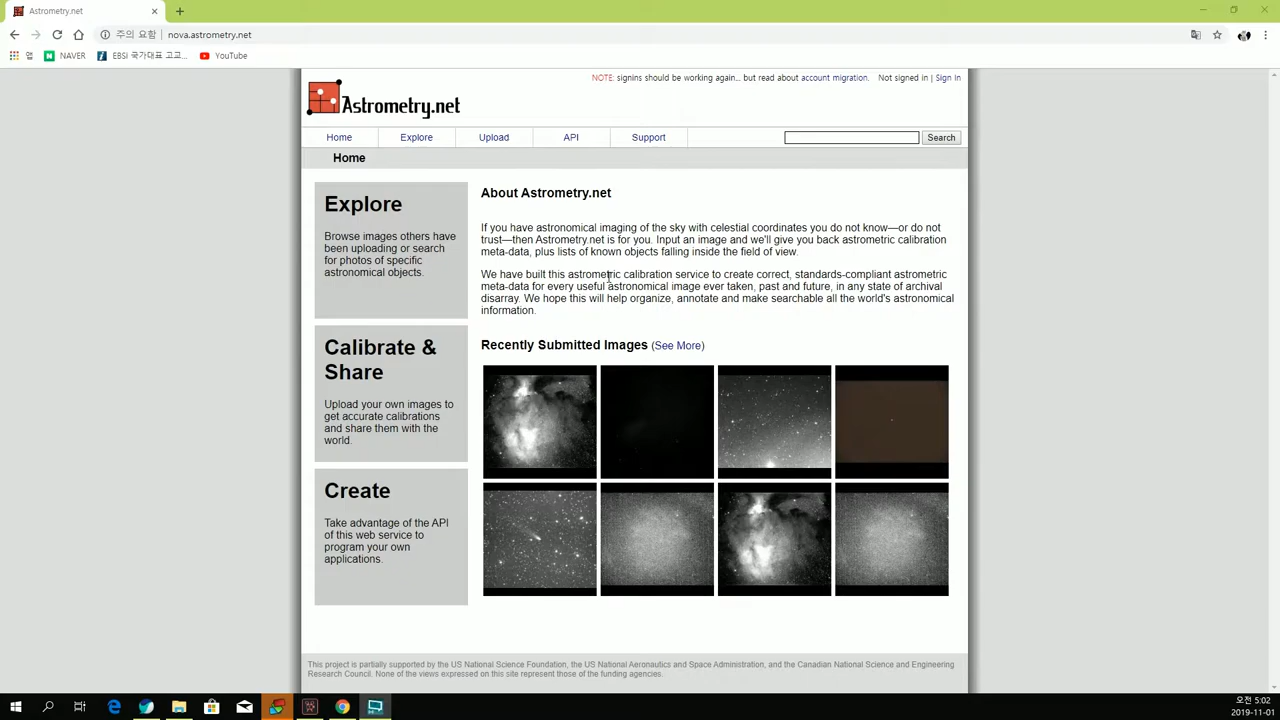 Astrometry.net
주의 요함 | nova.astrometry.net
앱 NAVER EBSI 국가대표 고교... YouTube
NOTE: signins should be working again... but read about account migration. Not signed in | Sign In
Astrometry.net
Home Explore Upload API Support Search
Home
Explore
Browse images others have
been uploading or search
for photos of specific
astronomical objects.
Calibrate &
Share
Upload your own images to
get accurate calibrations
and share them with the
world.
Create
Take advantage of the API
of this web service to
program your own
applications.
About Astrometry.net
If you have astronomical imaging of the sky with celestial coordinates you do not know—or do not
trust—then Astrometry.net is for you. Input an image and we'll give you back astrometric calibration
meta-data, plus lists of known objects falling inside the field of view.
We have built this astrometric calibration service to create correct, standards-compliant astrometric
meta-data for every useful astronomical image ever taken, past and future, in any state of archival
disarray. We hope this will help organize, annotate and make searchable all the world's astronomical
information.
Recently Submitted Images (See More)
This project is partially supported by the US National Science Foundation, the US National Aeronautics and Space Administration, and the Canadian National Science and Engineering
Research Council. None of the views expressed on this site represent those of the funding agencies.
오전 5:02
2019-11-01